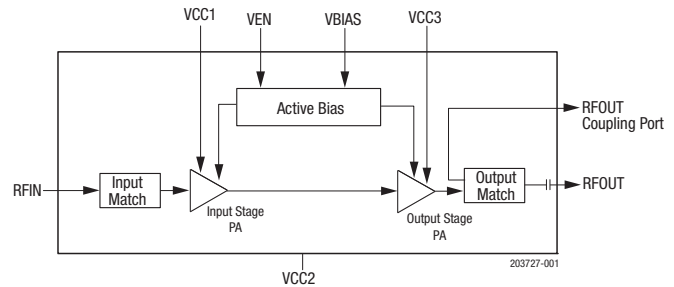 VCC1
VEN
VBIAS
VCC3
Active Bias
RFOUT
Coupling Port
RFIN
Input
Match
Input Stage
PA
Output Stage
PA
Output
Match
RFOUT
203727-001
VCC2